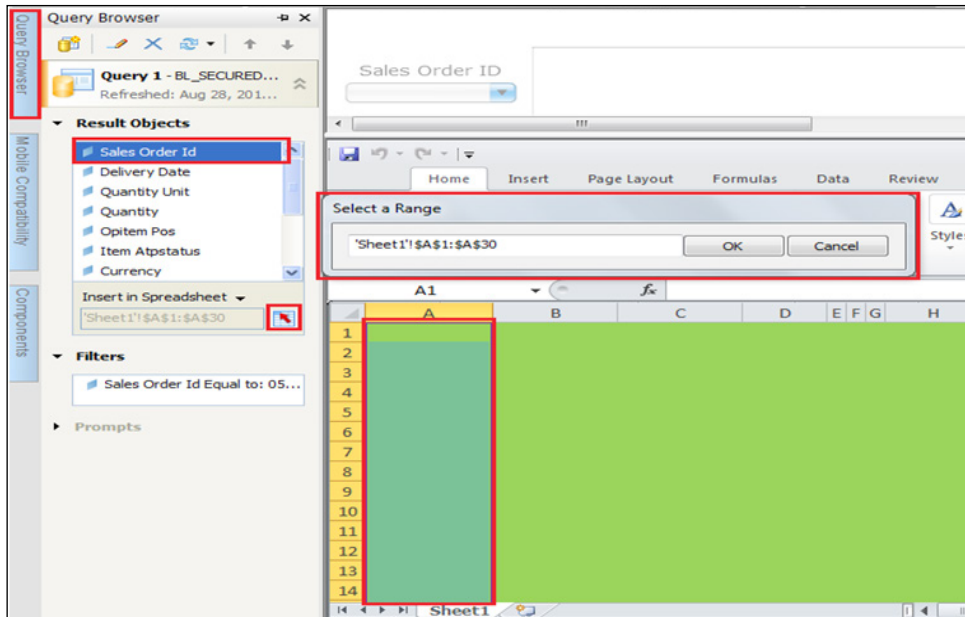 Query Browser
Query Browser
Mobile Compatibility
Components
Query 1 - BL_SECURED...
Refreshed: Aug 28, 201...
Result Objects
Sales Order Id
Delivery Date
Quantity Unit
Quantity
Opitem Pos
Item Atpstatus
Currency
Insert in Spreadsheet
'Sheet1'!$A$1:$A$30
Filters
Sales Order Id Equal to: 05...
Prompts
Sales Order ID
Home Insert Page Layout Formulas Data Review
Select a Range
'Sheet1'!$A$1:$A$30 OK Cancel
Styles
A1 fx
A B C D E F G H
1
2
3
4
5
6
7
8
9
10
11
12
13
14
Sheet1